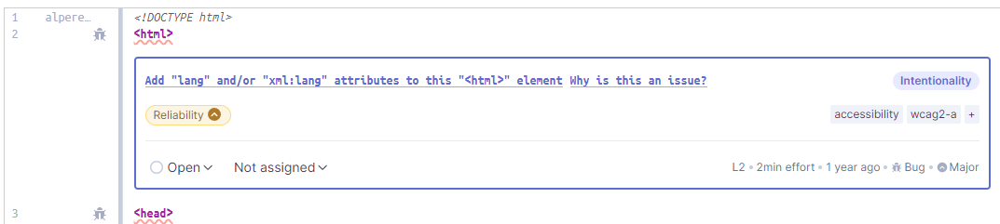 1 alpere… <!DOCTYPE html>
2 <html>
Add "lang" and/or "xml:lang" attributes to this "<html>" element Why is this an issue? Intentionality
Reliability accessibility wcag2-a +
Open Not assigned L2 • 2min effort • 1 year ago • Bug • Major
3 <head>